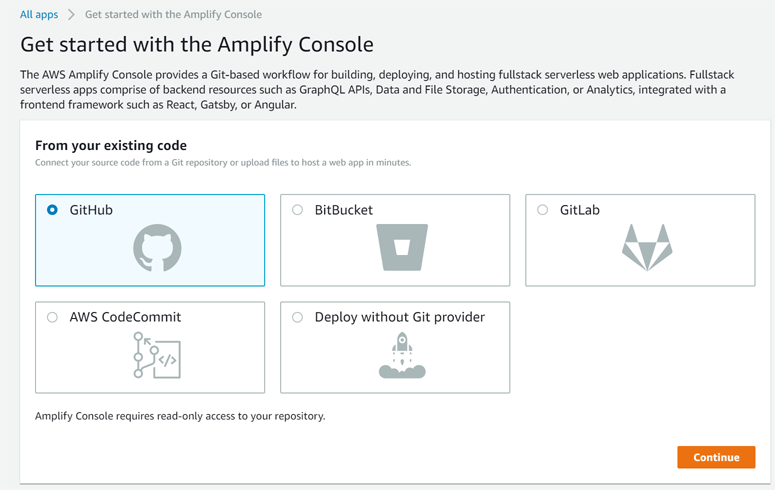 All apps > Get started with the Amplify Console
Get started with the Amplify Console
The AWS Amplify Console provides a Git-based workflow for building, deploying, and hosting fullstack serverless web applications. Fullstack
serverless apps comprise of backend resources such as GraphQL APIs, Data and File Storage, Authentication, or Analytics, integrated with a
frontend framework such as React, Gatsby, or Angular.
From your existing code
Connect your source code from a Git repository or upload files to host a web app in minutes.
GitHub
BitBucket
GitLab
AWS CodeCommit
Deploy without Git provider
</>
Amplify Console requires read-only access to your repository.
Continue